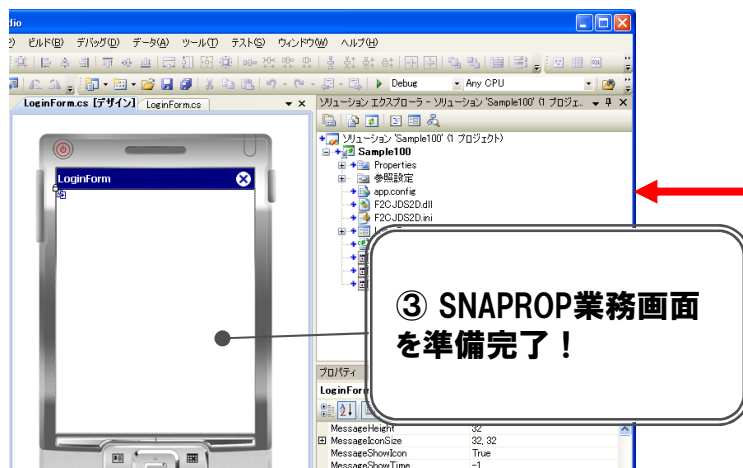 dio
ビルド(B) デバッグ(D) データ(A) ツール(T) テスト(S) ウィンドウ(W) ヘルプ(H)
Debug Any CPU
LoginForm.cs [デザイン] LoginForm.cs
ソリューション エクスプローラ - ソリューション 'Sample100' (1 プロジェ...
ソリューション 'Sample100' (1 プロジェクト)
Sample100
Properties
参照設定
app.config
F2CJDS2D.dll
F2CJDS2D.ini
LoginForm
③ SNAPROP業務画面
を準備完了！
プロパティ
LoginForm
MessageHeight 32
MessageIconSize 32, 32
MessageShowIcon True
MessageShowTime -1